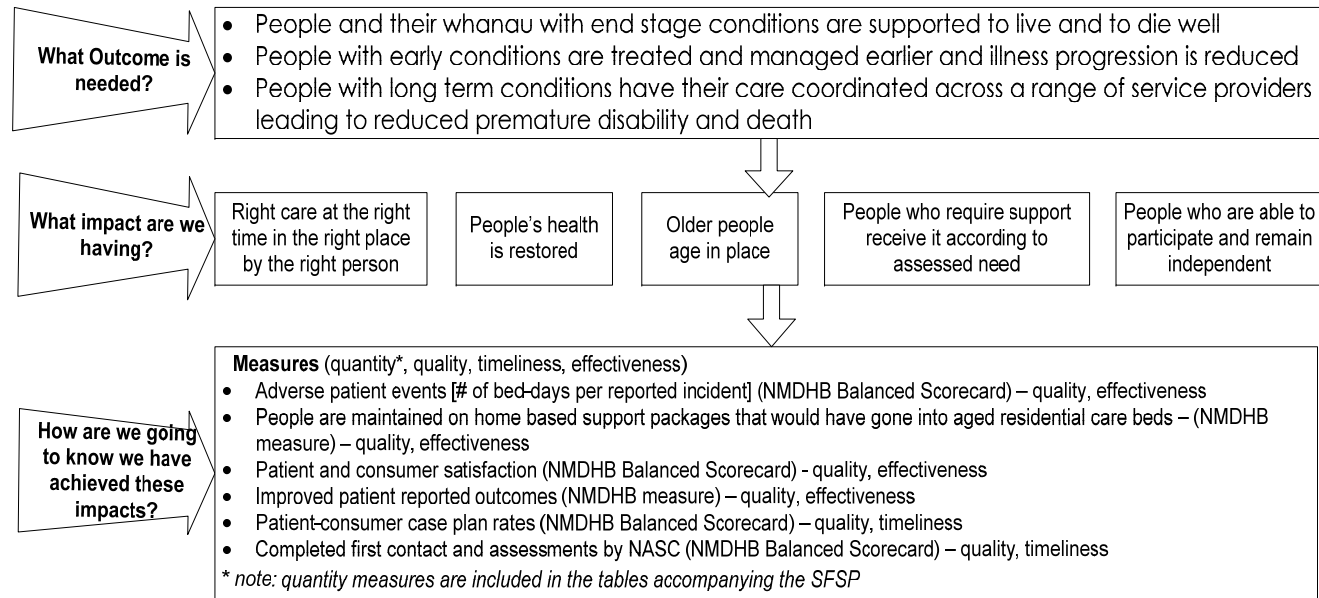 What Outcome is
needed?
• People and their whanau with end stage conditions are supported to live and to die well
• People with early conditions are treated and managed earlier and illness progression is reduced
• People with long term conditions have their care coordinated across a range of service providers
leading to reduced premature disability and death
What impact are we
having?
Right care at the right
time in the right place
by the right person
People's health
is restored
Older people
age in place
People who require support
receive it according to
assessed need
People who are able to
participate and remain
independent
How are we going
to know we have
achieved these
impacts?
Measures (quantity*, quality, timeliness, effectiveness)
• Adverse patient events [# of bed-days per reported incident] (NMDHB Balanced Scorecard) – quality, effectiveness
• People are maintained on home based support packages that would have gone into aged residential care beds – (NMDHB
measure) – quality, effectiveness
• Patient and consumer satisfaction (NMDHB Balanced Scorecard) - quality, effectiveness
• Improved patient reported outcomes (NMDHB measure) – quality, effectiveness
• Patient-consumer case plan rates (NMDHB Balanced Scorecard) – quality, timeliness
• Completed first contact and assessments by NASC (NMDHB Balanced Scorecard) – quality, timeliness
* note: quantity measures are included in the tables accompanying the SFSP